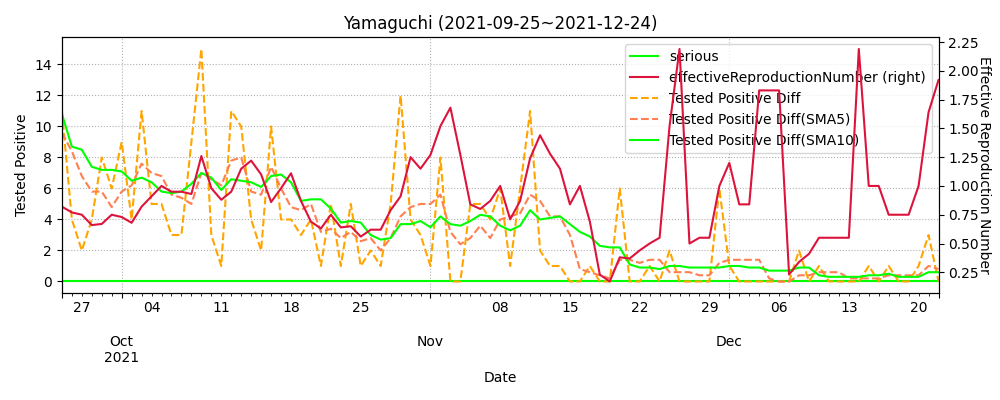 Yamaguchi (2021-09-25~2021-12-24)
serious
effectiveReproductionNumber (right)
Tested Positive Diff
Tested Positive Diff(SMA5)
Tested Positive Diff(SMA10)
Tested Positive
14
12
10
8
6
4
2
0
2.25
2.00
1.75
1.50
1.25
1.00
0.75
0.50
0.25
Effective Reproduction Number
27 04 11 18 25 08 15 22 29 06 13 20
Oct Nov Dec
2021
Date